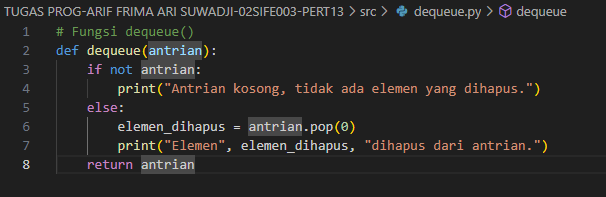 TUGAS PROG-ARIF FRIMA ARI SUWADJI-02SIFE003-PERT13 > src > dequeue.py > dequeue
1 # Fungsi dequeue()
2 def dequeue(antrian):
3     if not antrian:
4         print("Antrian kosong, tidak ada elemen yang dihapus.")
5     else:
6         elemen_dihapus = antrian.pop(0)
7         print("Elemen", elemen_dihapus, "dihapus dari antrian.")
8     return antrian